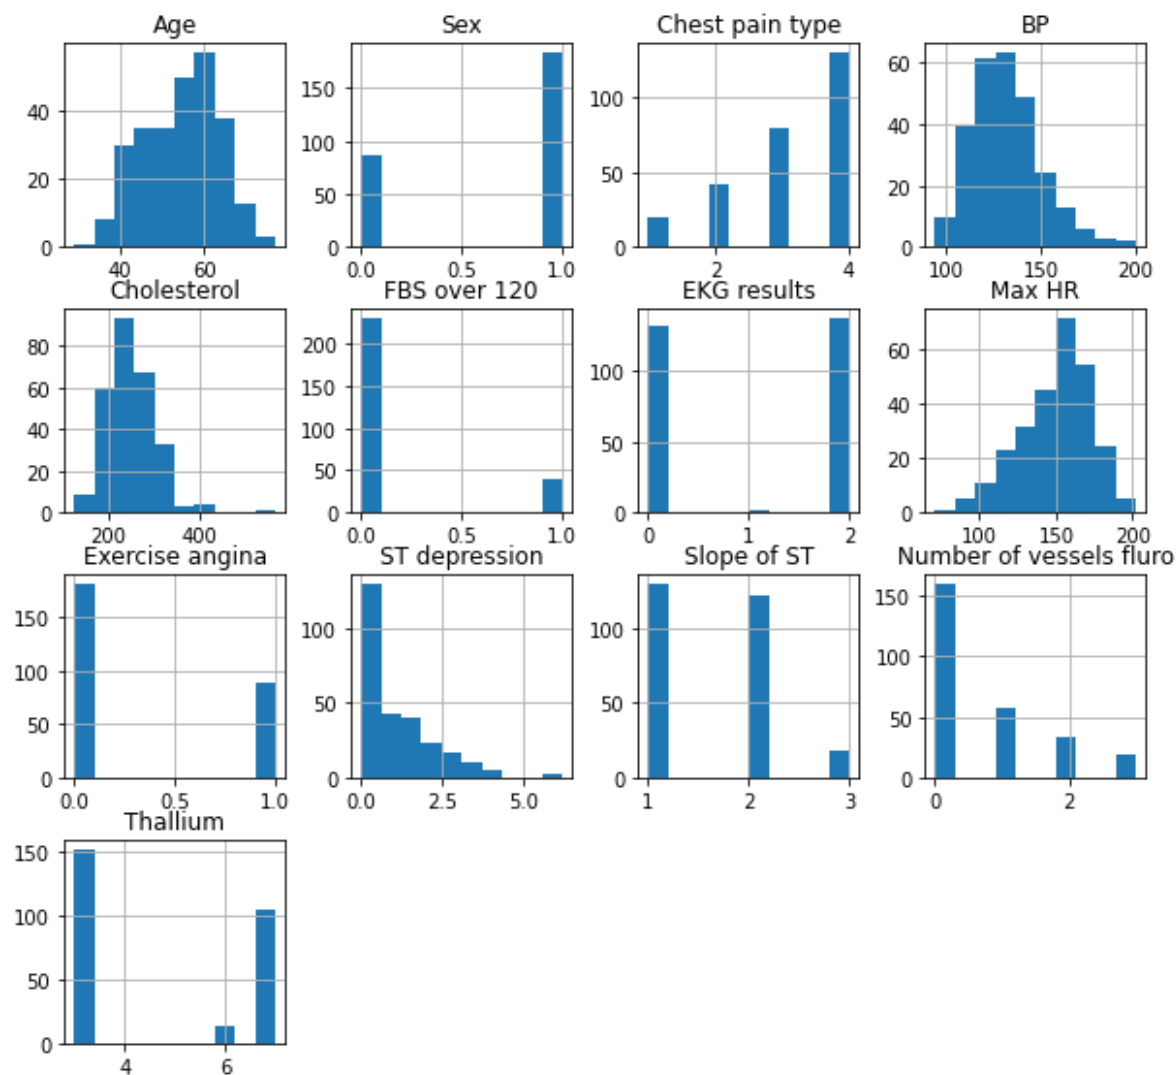 Age
40
20
0
40 60
Sex
150
100
50
0
0.0 0.5 1.0
Chest pain type
100
50
0
2 4
BP
60
40
20
0
100 150 200
Cholesterol
80
60
40
20
0
200 400
FBS over 120
200
150
100
50
0
0.0 0.5 1.0
EKG results
100
50
0
0 1 2
Max HR
60
40
20
0
100 150 200
Exercise angina
150
100
50
0
0.0 0.5 1.0
ST depression
100
50
0
0.0 2.5 5.0
Slope of ST
100
50
0
1 2 3
Number of vessels fluro
150
100
50
0
0 2
Thallium
150
100
50
0
4 6